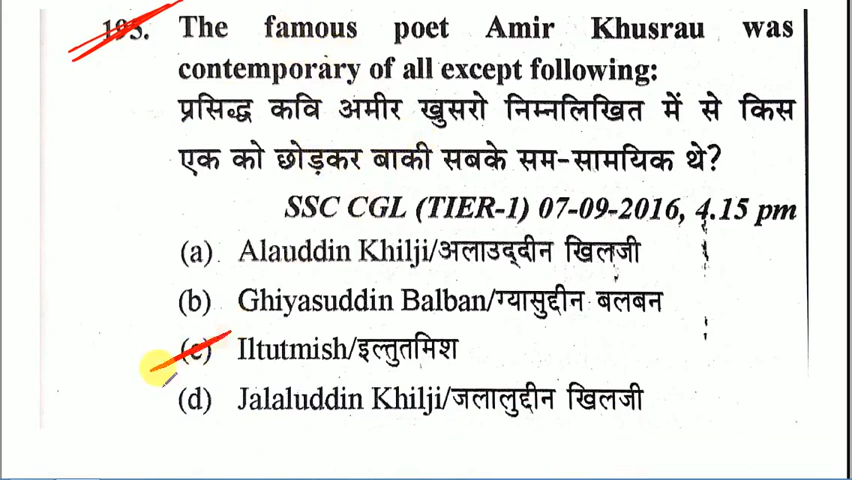 195. The famous poet Amir Khusrau was
contemporary of all except following:
प्रसिद्ध कवि अमीर खुसरो निम्नलिखित में से किस
एक को छोड़कर बाकी सबके सम-सामयिक थे?
SSC CGL (TIER-1) 07-09-2016, 4.15 pm
(a) Alauddin Khilji/अलाउद्दीन खिलजी
(b) Ghiyasuddin Balban/ग्यासुद्दीन बलबन
(c) Iltutmish/इल्तुतमिश
(d) Jalaluddin Khilji/जलालुद्दीन खिलजी